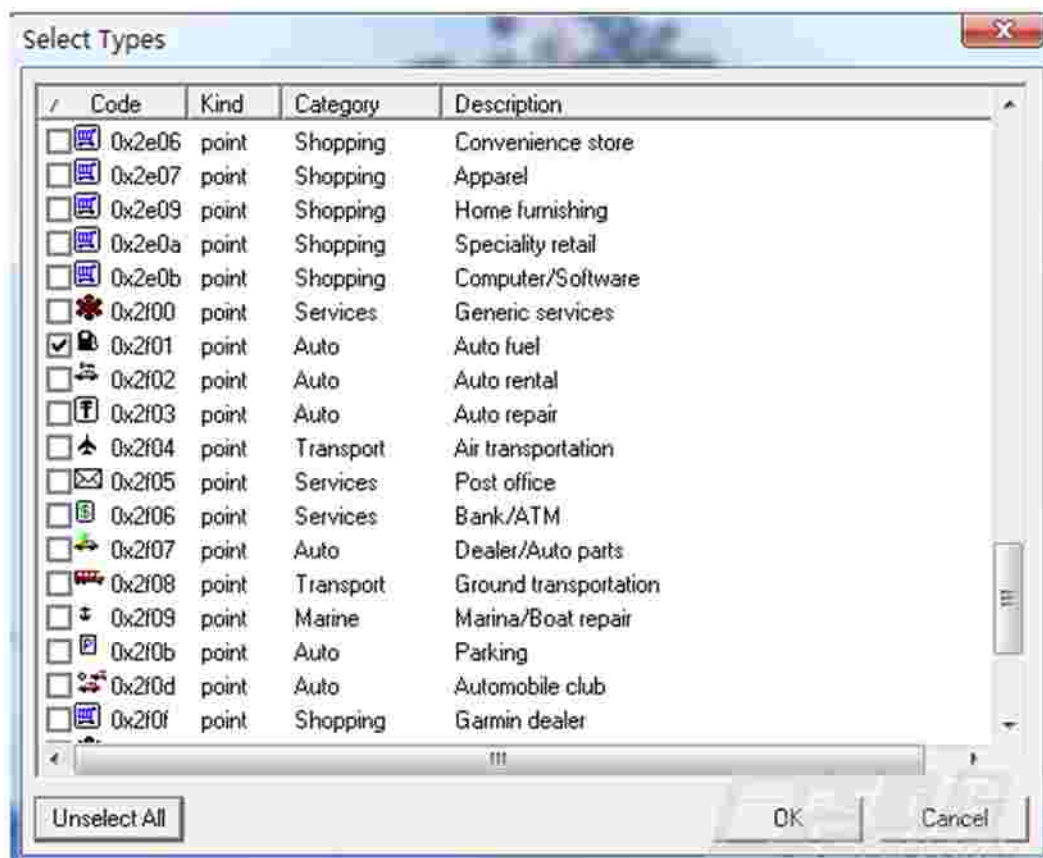 Select Types
/ Code Kind Category Description
0x2e06 point Shopping Convenience store
0x2e07 point Shopping Apparel
0x2e09 point Shopping Home furnishing
0x2e0a point Shopping Speciality retail
0x2e0b point Shopping Computer/Software
0x2f00 point Services Generic services
0x2f01 point Auto Auto fuel
0x2f02 point Auto Auto rental
0x2f03 point Auto Auto repair
0x2f04 point Transport Air transportation
0x2f05 point Services Post office
0x2f06 point Services Bank/ATM
0x2f07 point Auto Dealer/Auto parts
0x2f08 point Transport Ground transportation
0x2f09 point Marine Marina/Boat repair
0x2f0b point Auto Parking
0x2f0d point Auto Automobile club
0x2f0f point Shopping Garmin dealer
Unselect All OK Cancel